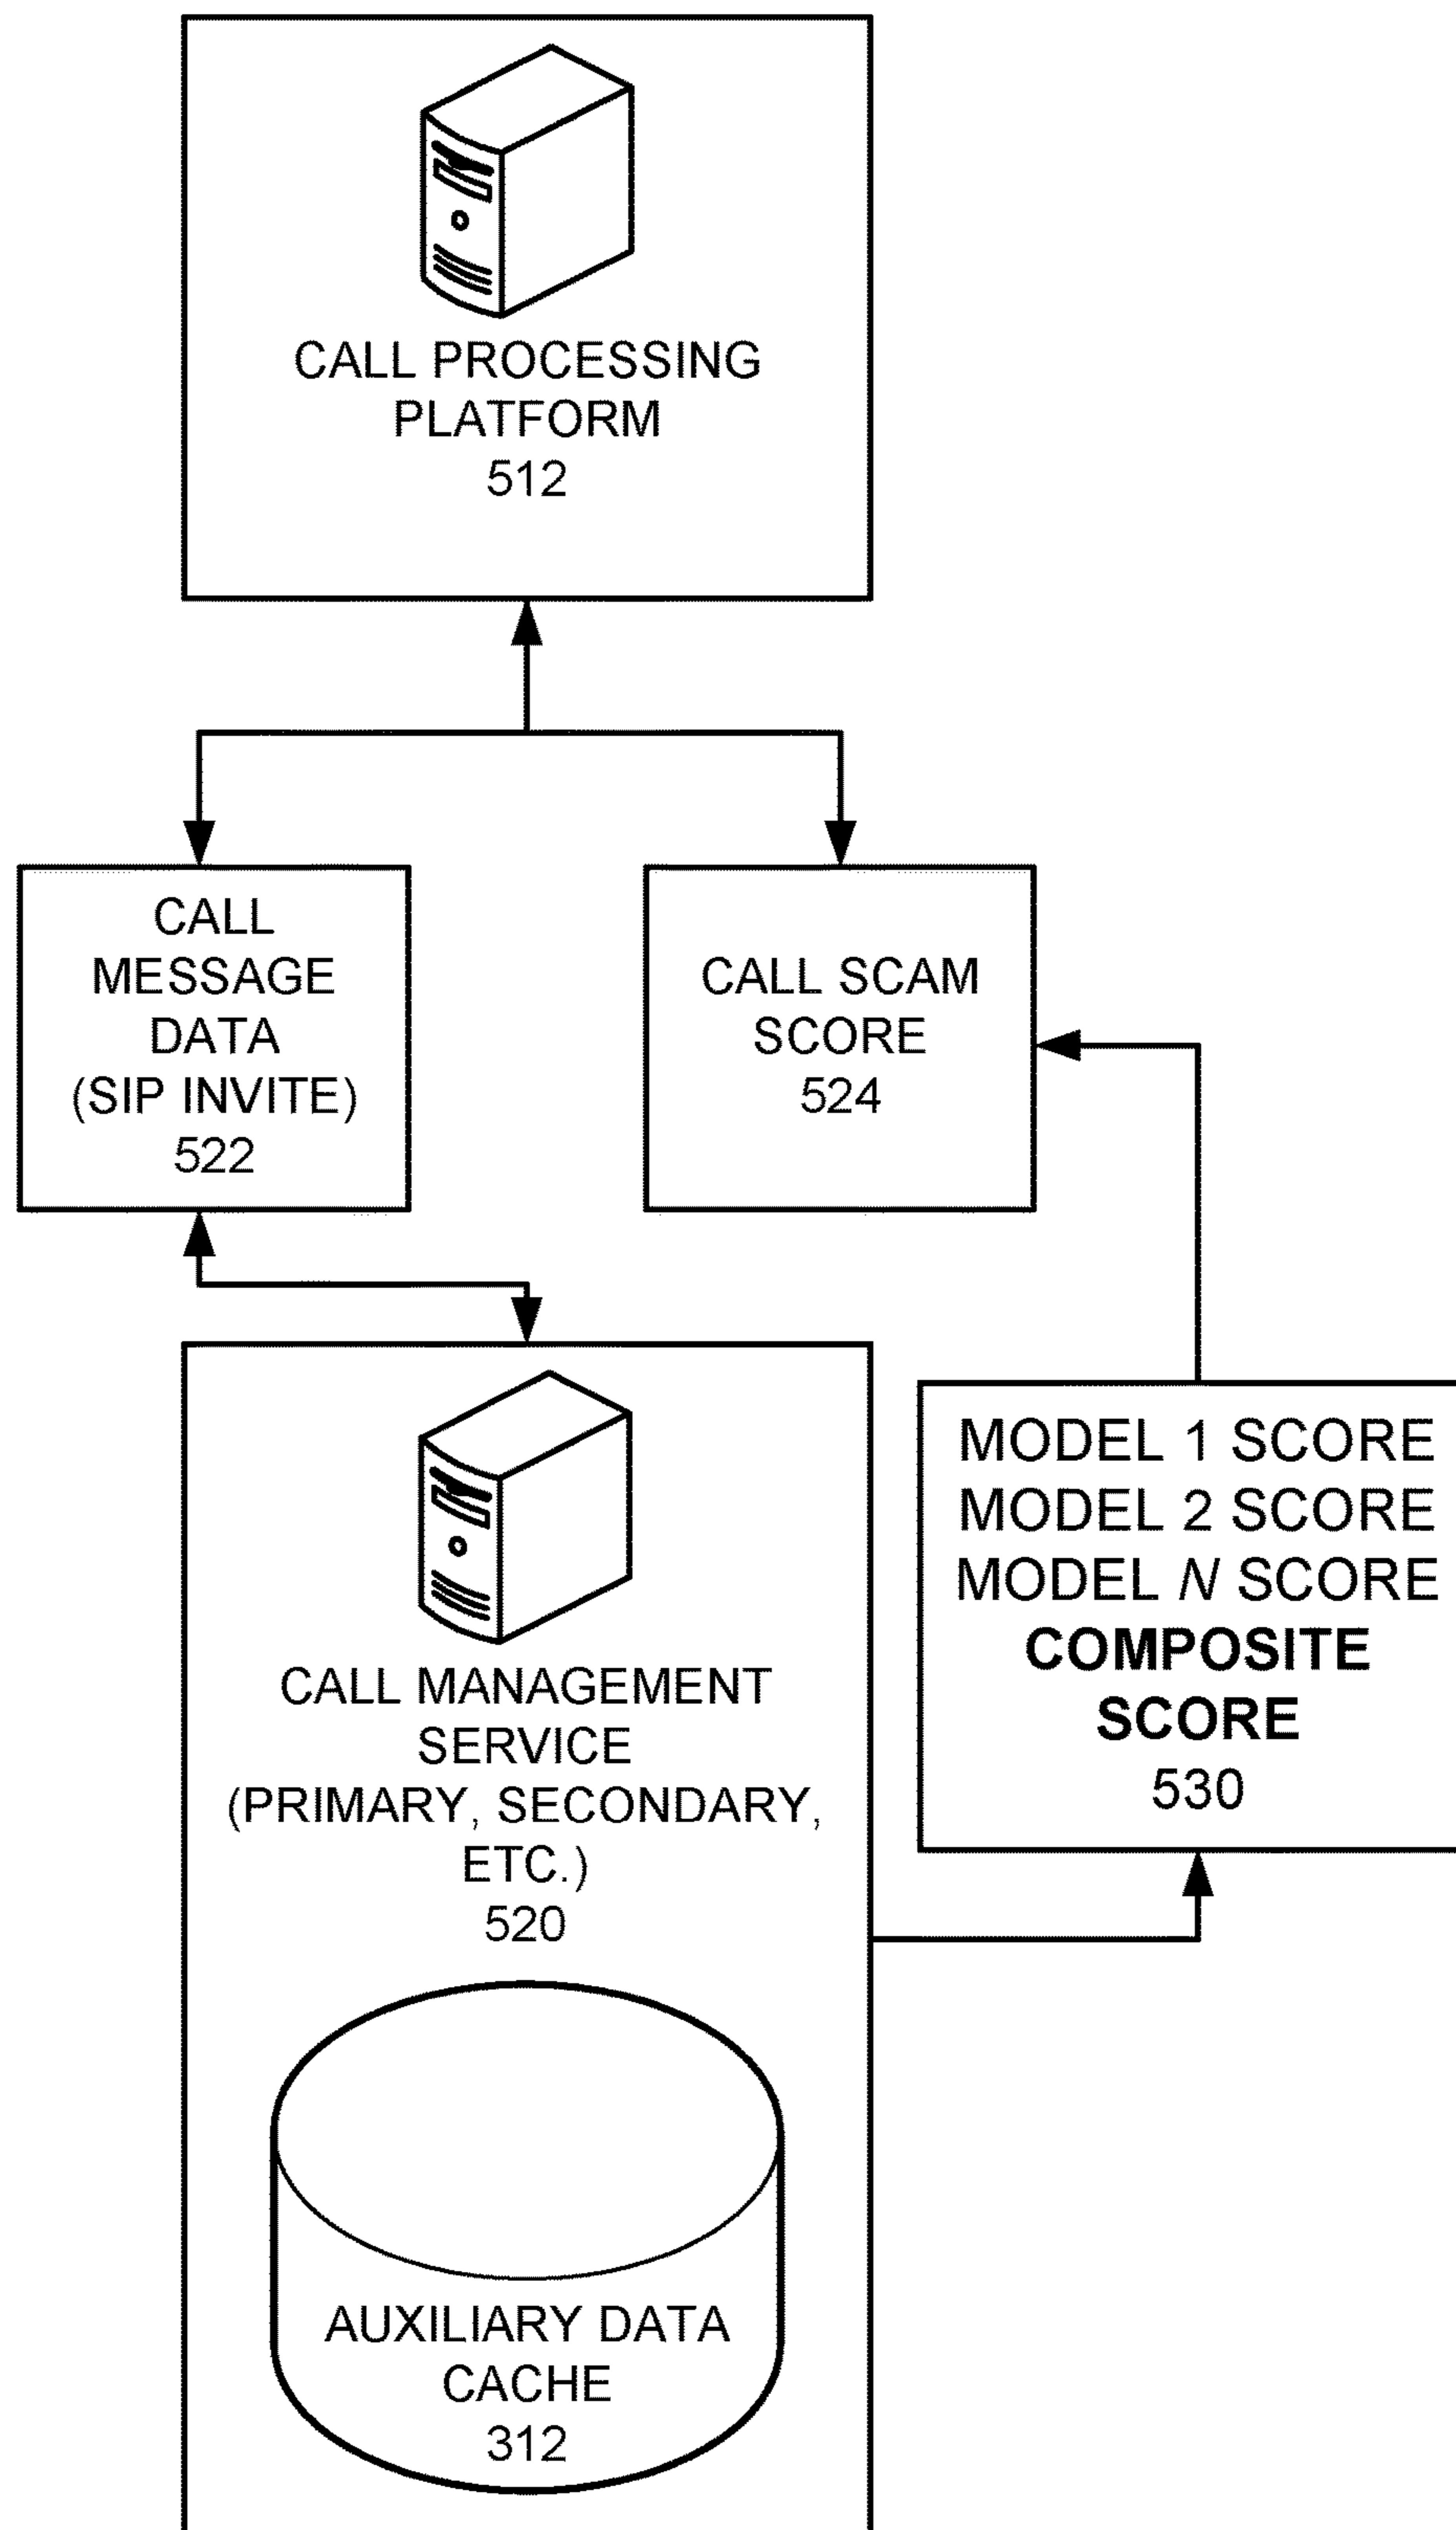 CALL PROCESSING
PLATFORM
512
CALL
MESSAGE
DATA
(SIP INVITE)
522
CALL SCAM
SCORE
524
CALL MANAGEMENT
SERVICE
(PRIMARY, SECONDARY,
ETC.)
520
MODEL 1 SCORE
MODEL 2 SCORE
MODEL N SCORE
COMPOSITE
SCORE
530
AUXILIARY DATA
CACHE
312